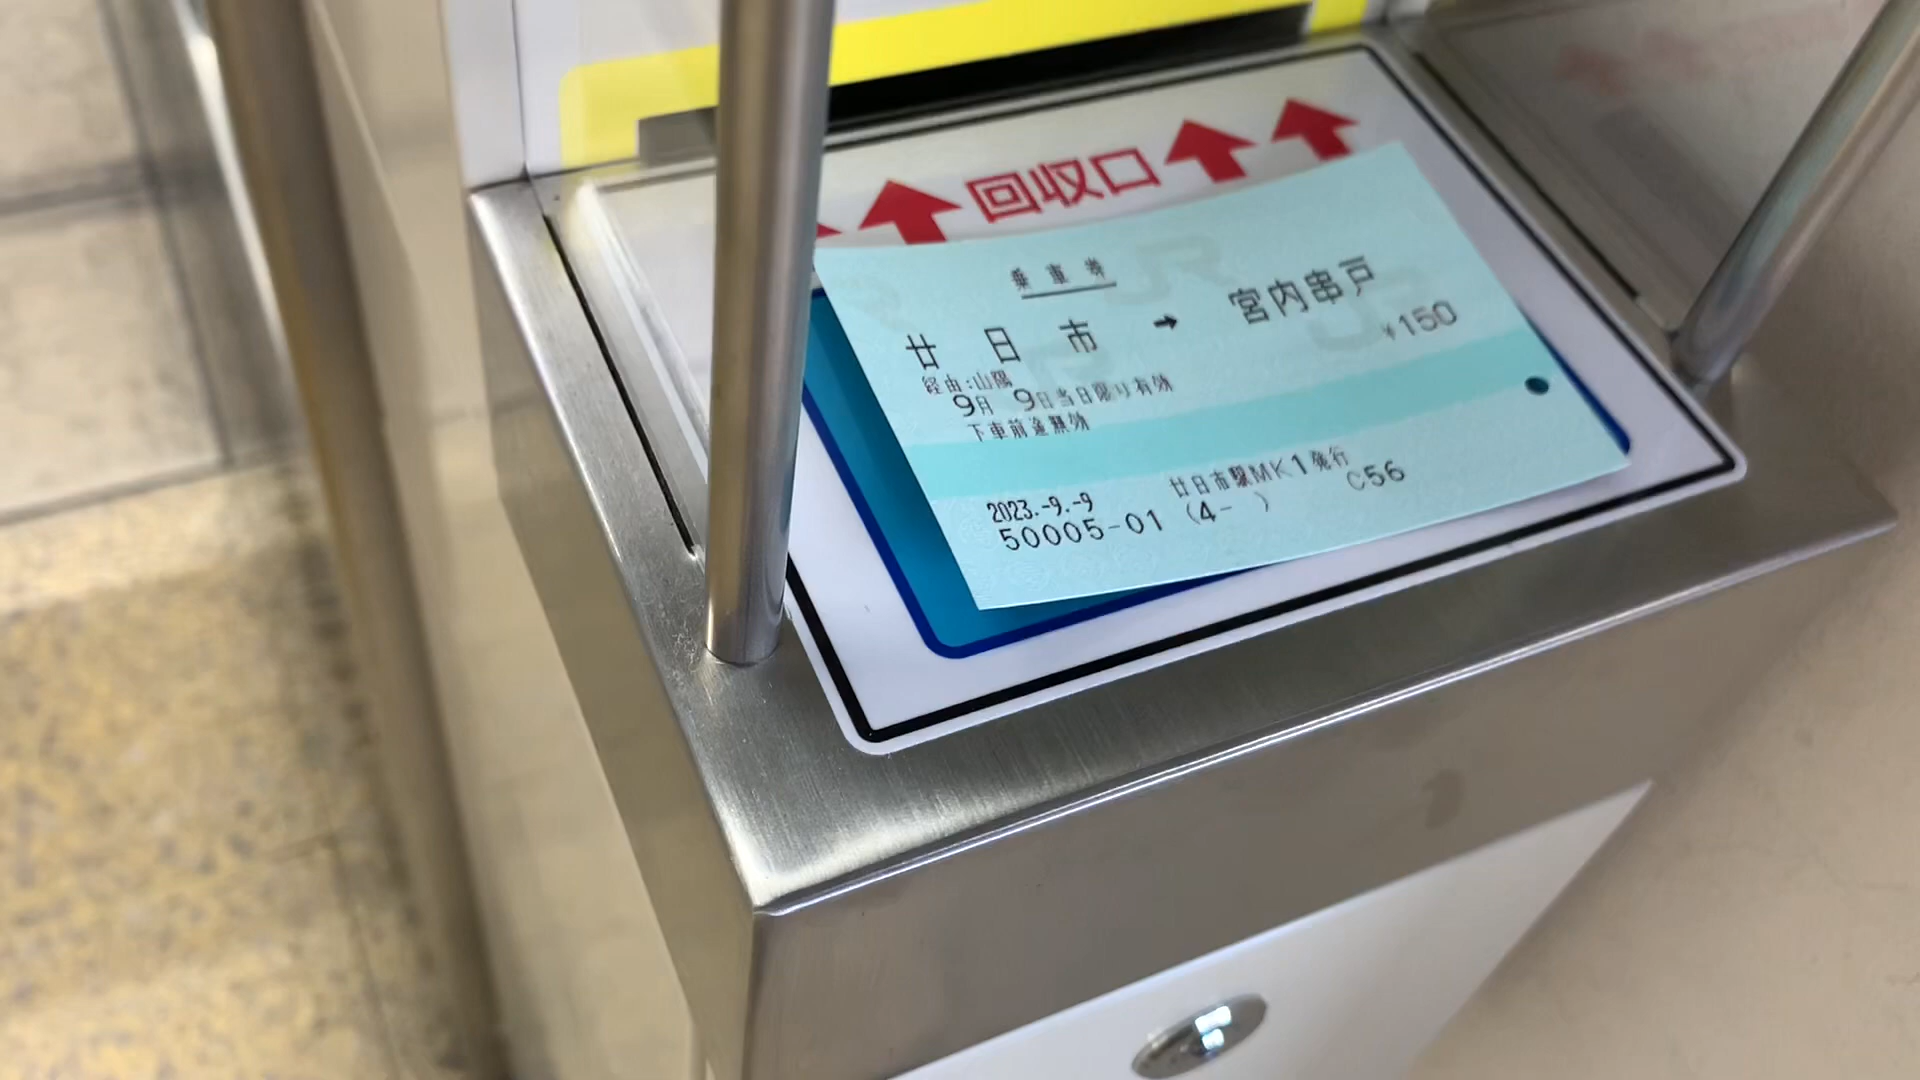 回収口
乗車券
廿日市 → 宮内串戸
経由:山陽 ¥150
9月 9日当日限り有効
下車前途無効
2023.-9.-9 廿日市駅MK1発行
50005-01 (4- ) C56